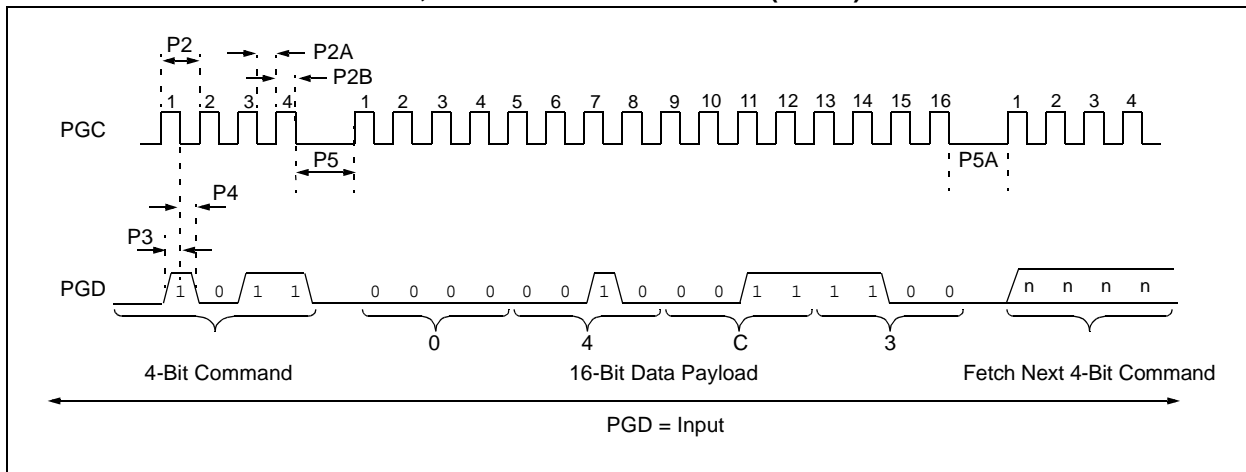 P2
P2A
P2B
1 2 3 4 1 2 3 4 5 6 7 8 9 10 11 12 13 14 15 16 1 2 3 4
PGC
P5
P5A
P4
P3
PGD
1 0 1 1 0 0 0 0 0 0 1 0 0 0 1 1 1 1 0 0 n n n n
0 4 C 3
4-Bit Command
16-Bit Data Payload
Fetch Next 4-Bit Command
PGD = Input